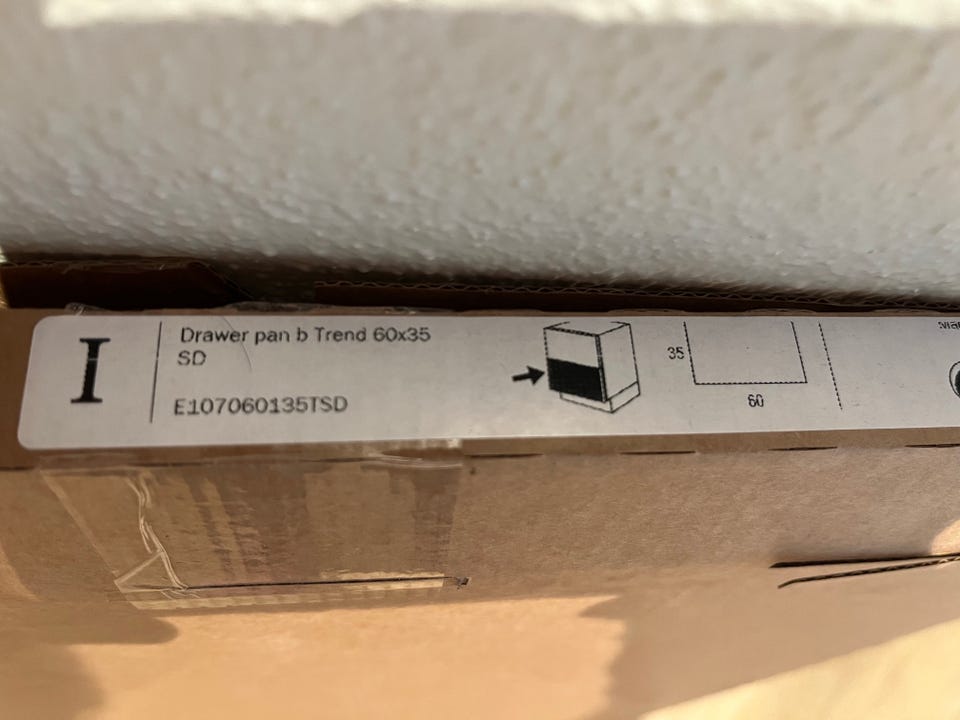 I
Drawer pan b Trend 60x35
SD
E107060135TSD
35
60